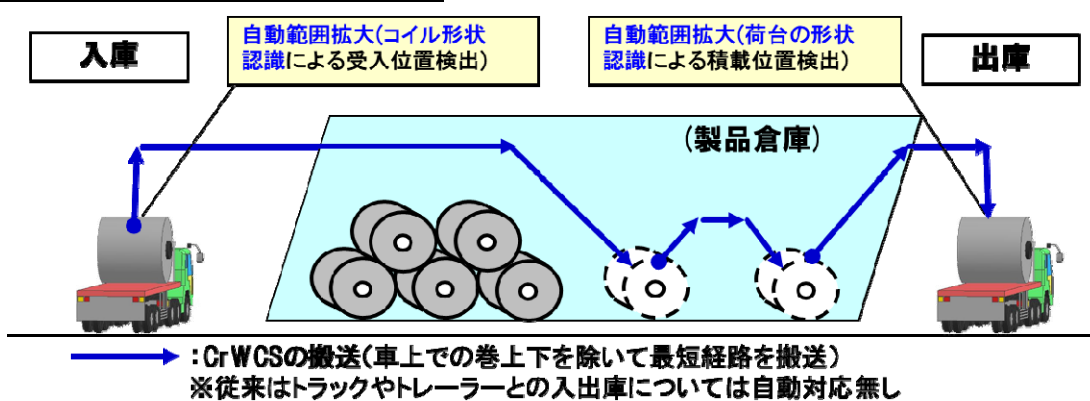 入庫
自動範囲拡大(コイル形状
認識による受入位置検出)
自動範囲拡大(荷台の形状
認識による積載位置検出)
出庫
(製品倉庫)
:CrWCSの搬送(車上での巻上下を除いて最短経路を搬送)
※従来はトラックやトレーラーとの入出庫については自動対応無し